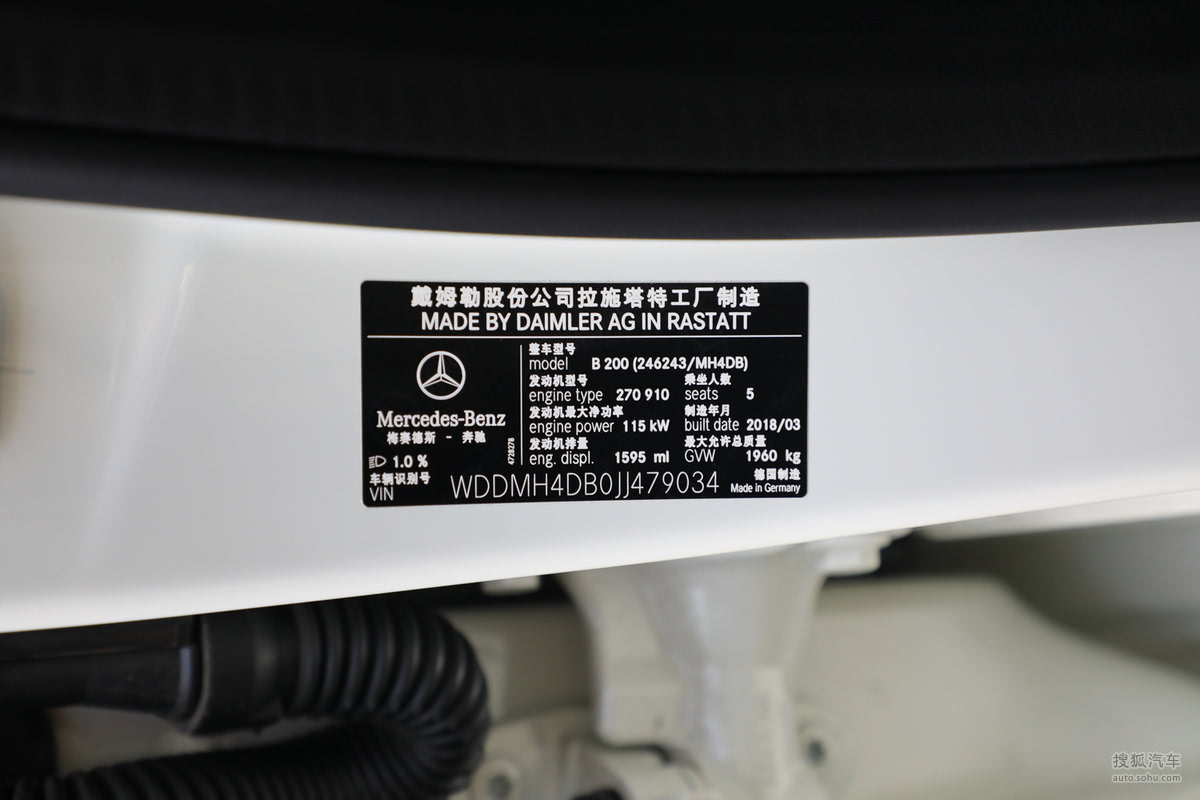 戴姆勒股份公司拉施塔特工厂制造
MADE BY DAIMLER AG IN RASTATT
Mercedes-Benz
梅赛德斯 - 奔驰
1.0 %
4728278
整车型号
model B 200 (246243/MH4DB)
发动机型号 乘坐人数
engine type 270 910 seats 5
发动机最大净功率 制造年月
engine power 115 kW built date 2018/03
发动机排量 最大允许总质量
eng. displ. 1595 ml GVW 1960 kg
车辆识别号 德国制造
VIN WDDMH4DB0JJ479034 Made in Germany
搜狐汽车
auto.sohu.com